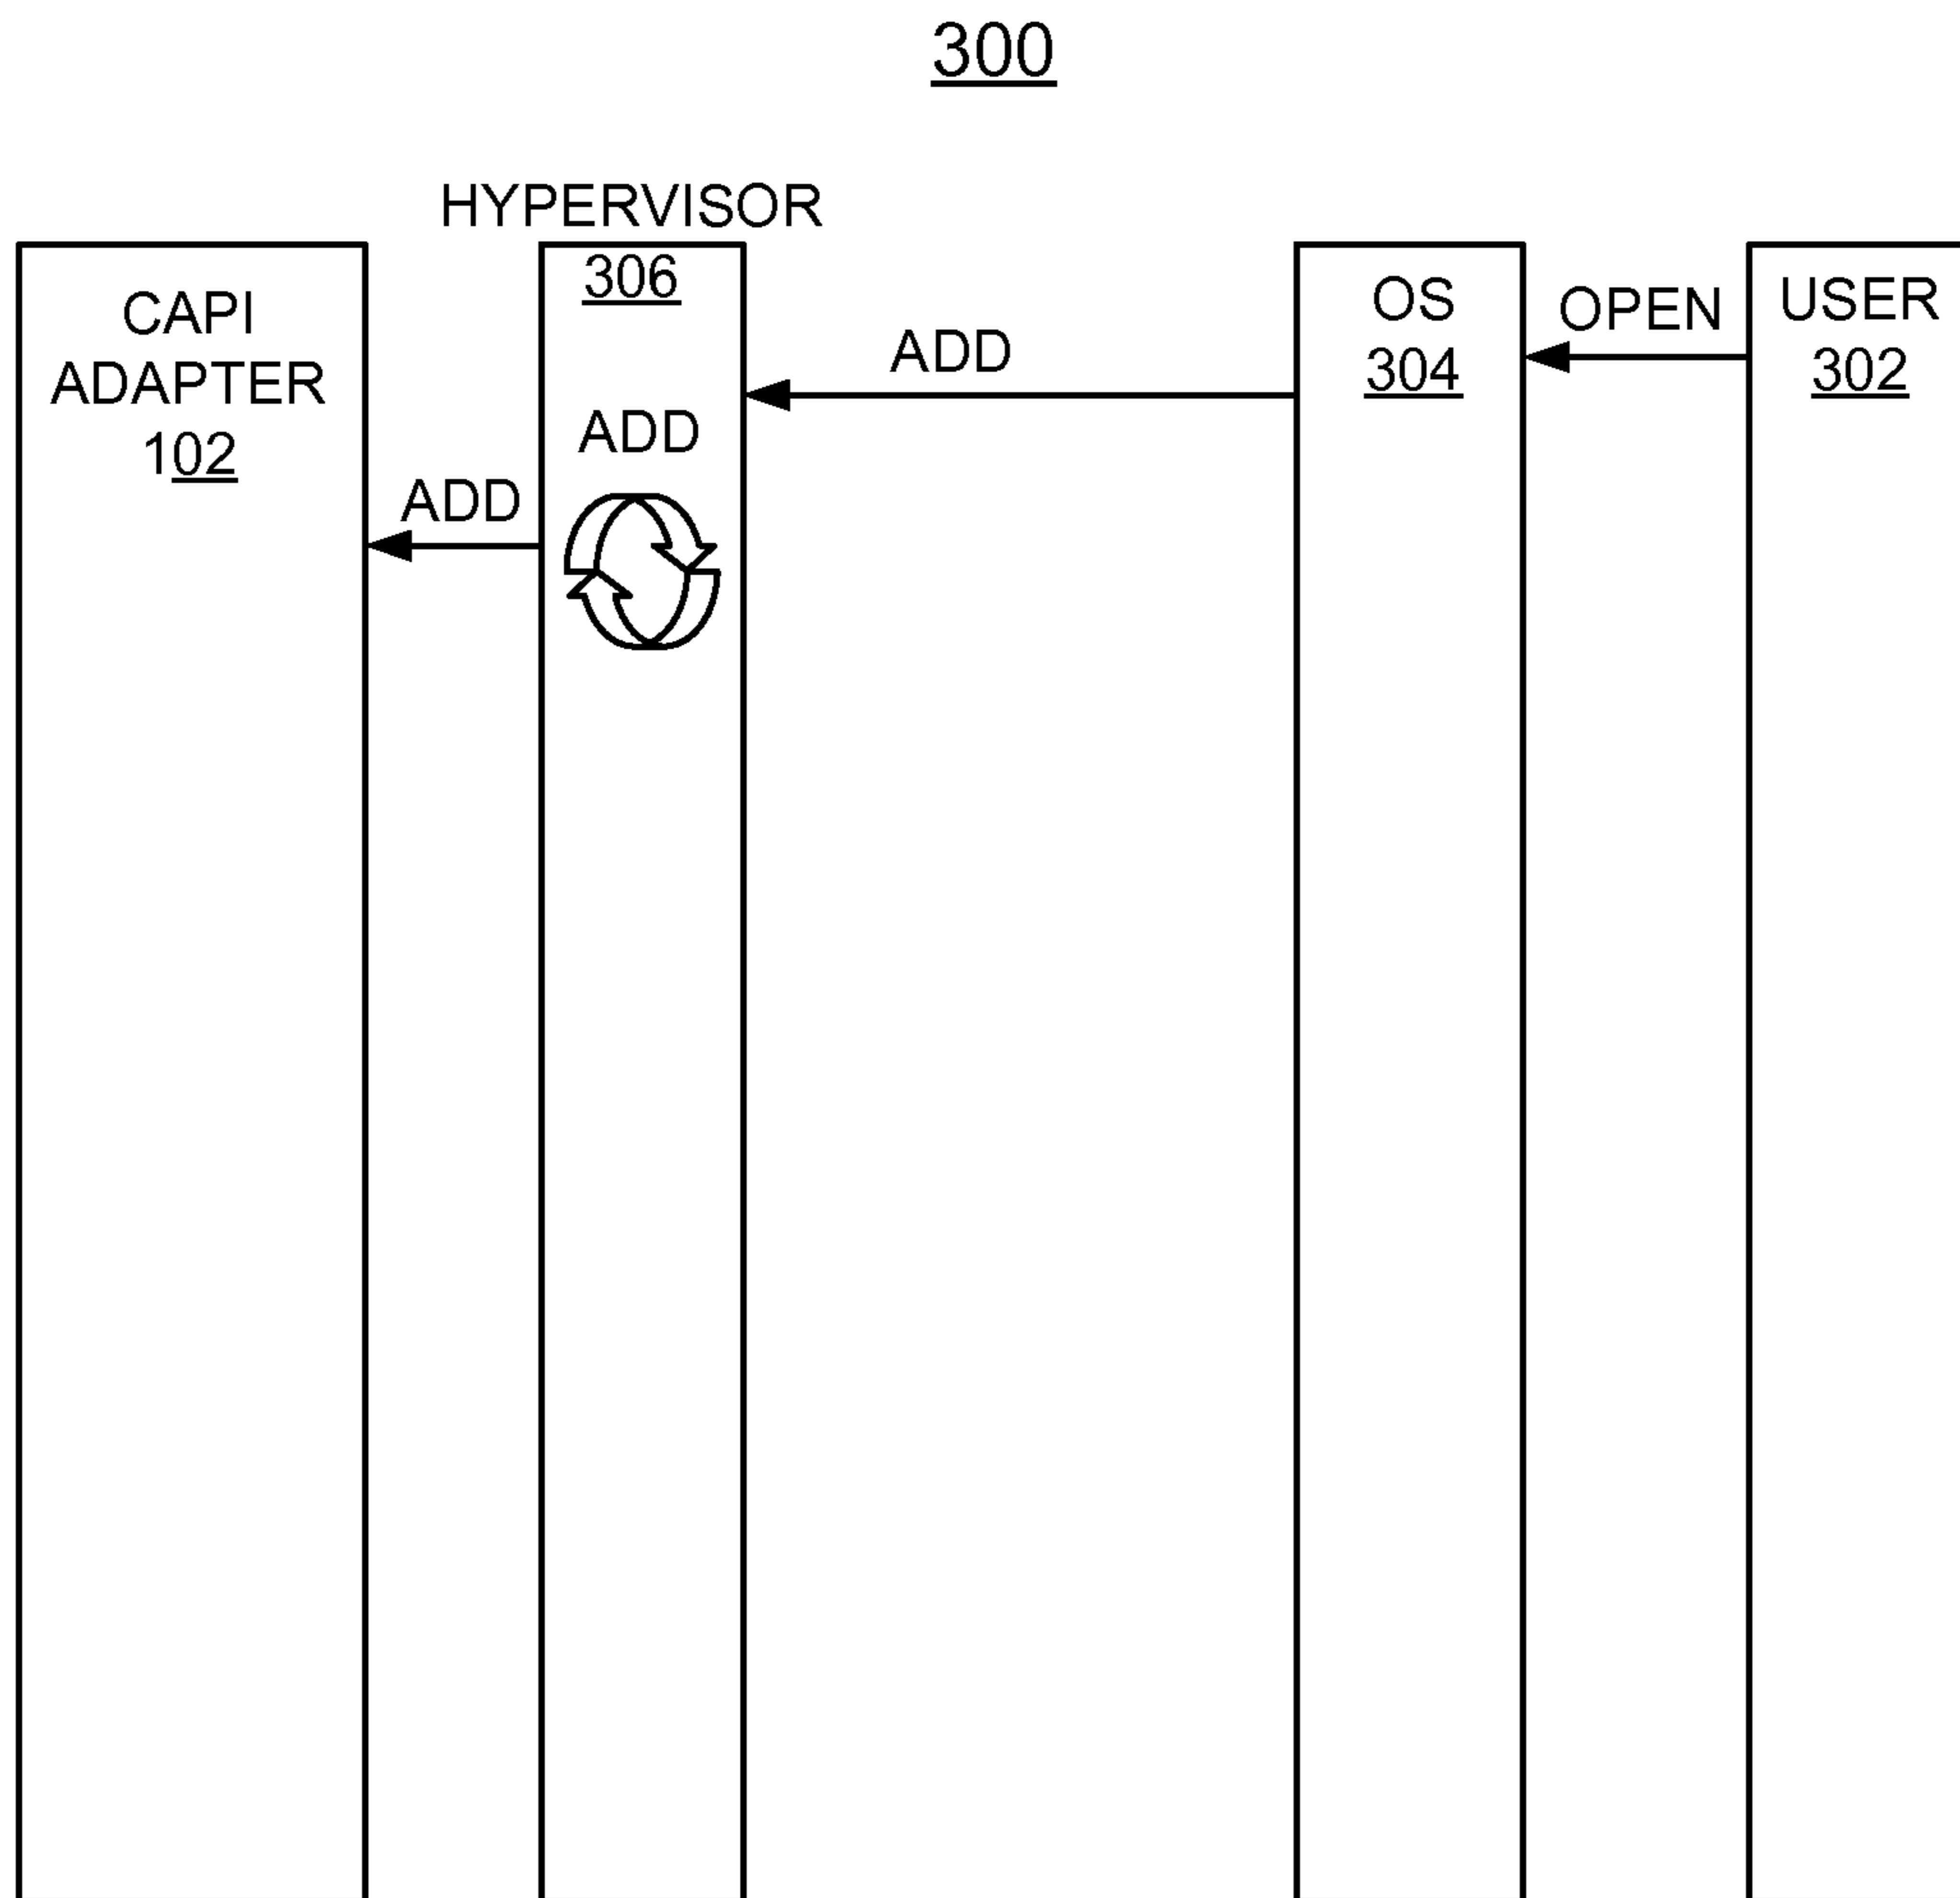 300
HYPERVISOR
306
CAPI
ADAPTER
102
OS
304
OPEN
USER
302
ADD
ADD
ADD